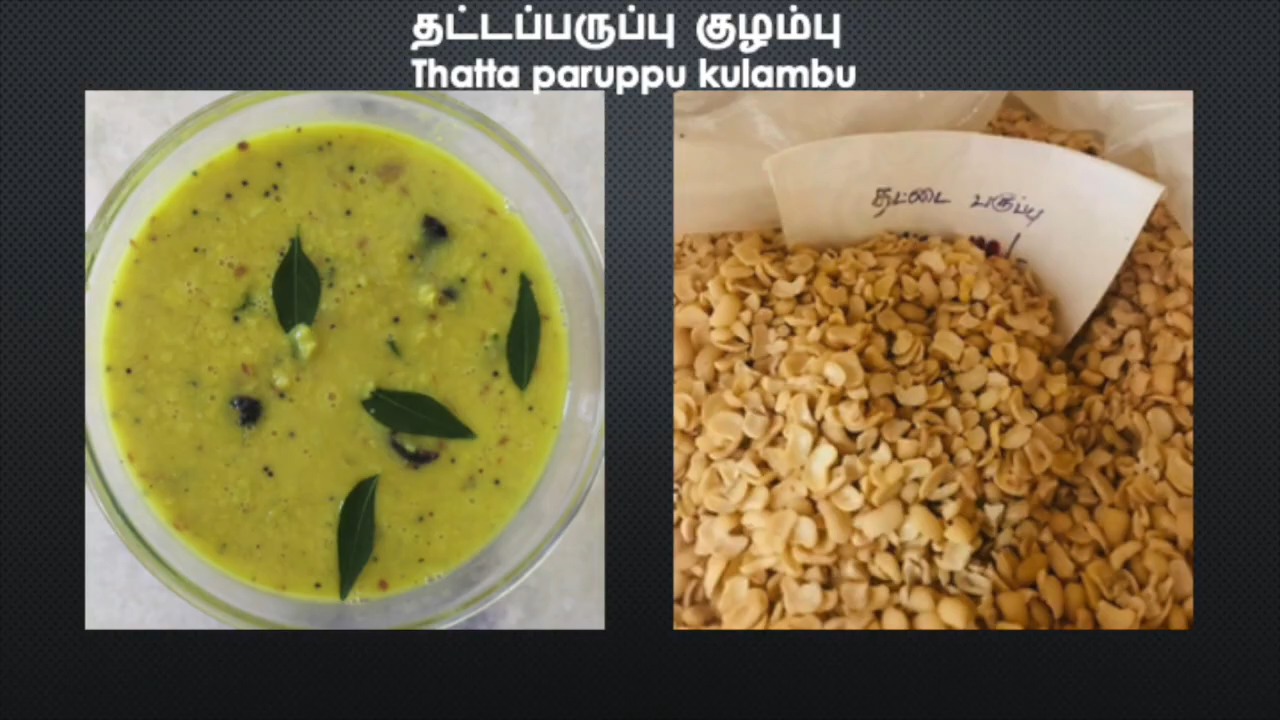 தட்டப்பருப்பு குழம்பு
Thatta paruppu kulambu
தட்டை பருப்பு